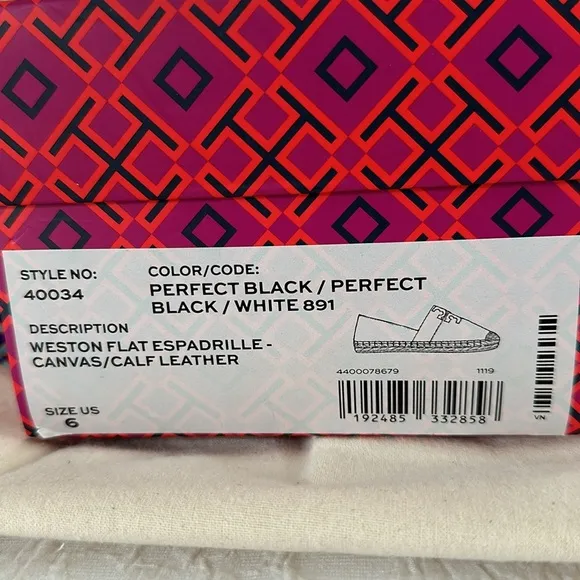 STYLE NO:
40034
COLOR/CODE:
PERFECT BLACK / PERFECT
BLACK / WHITE 891
DESCRIPTION
WESTON FLAT ESPADRILLE -
CANVAS/CALF LEATHER
SIZE US
6
4400078679 1119
192485 332858
VN